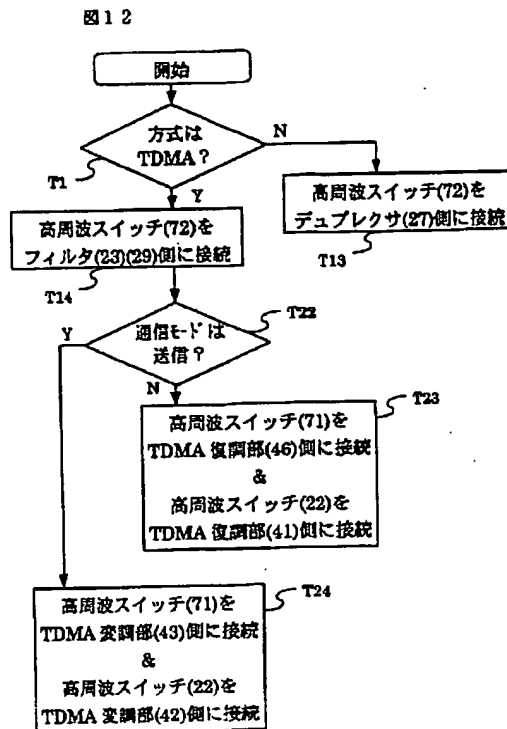 図12
開始
方式は
TDMA？
N
T1
Y
高周波スイッチ(72)を
デュプレクサ(27)側に接続
T13
高周波スイッチ(72)を
フィルタ(23)(29)側に接続
T14
通信モードは
送信？
T22
Y
N
高周波スイッチ(71)を
TDMA 復調部(46)側に接続
&
高周波スイッチ(22)を
TDMA 復調部(41)側に接続
T23
高周波スイッチ(71)を
TDMA 変調部(43)側に接続
&
高周波スイッチ(22)を
TDMA 変調部(42)側に接続
T24